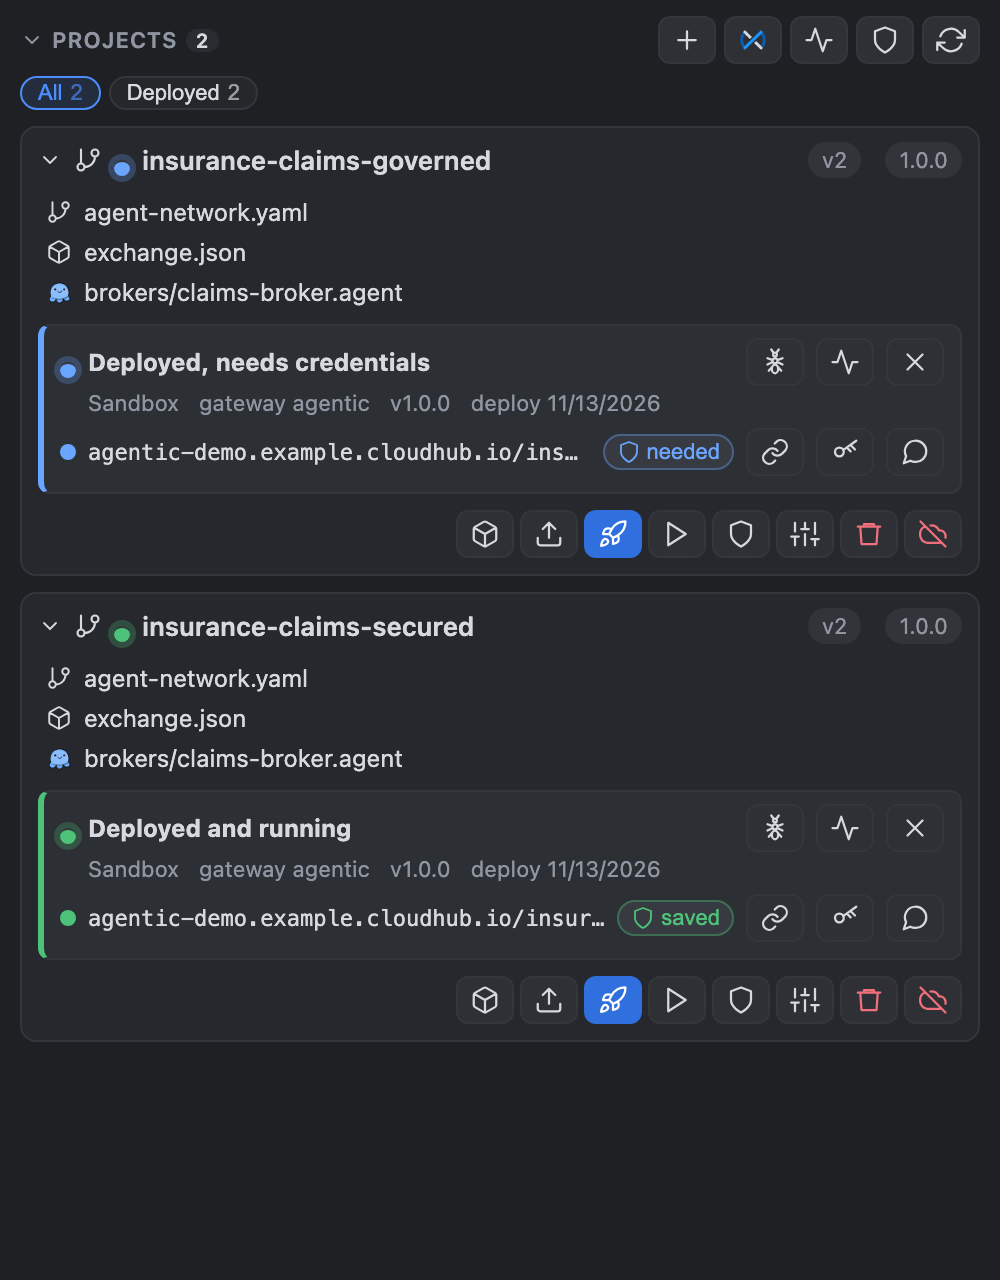 PROJECTS 2
All 2 Deployed 2
insurance-claims-governed v2 1.0.0
agent-network.yaml
exchange.json
brokers/claims-broker.agent
Deployed, needs credentials
Sandbox gateway agentic v1.0.0 deploy 11/13/2026
agentic-demo.example.cloudhub.io/ins… needed
insurance-claims-secured v2 1.0.0
agent-network.yaml
exchange.json
brokers/claims-broker.agent
Deployed and running
Sandbox gateway agentic v1.0.0 deploy 11/13/2026
agentic-demo.example.cloudhub.io/insur… saved